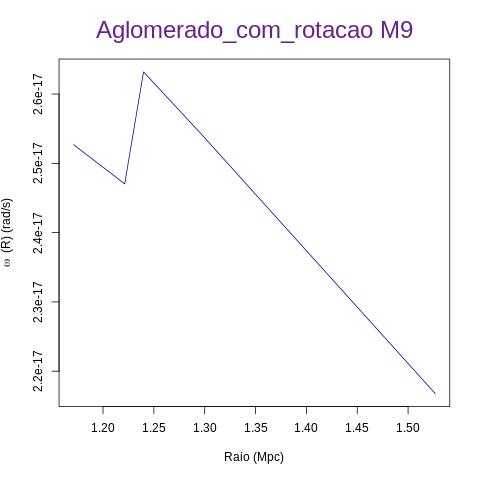 Aglomerado_com_rotacao M9
ω (R) (rad/s)
2.6e-17
2.5e-17
2.4e-17
2.3e-17
2.2e-17
1.20 1.25 1.30 1.35 1.40 1.45 1.50
Raio (Mpc)